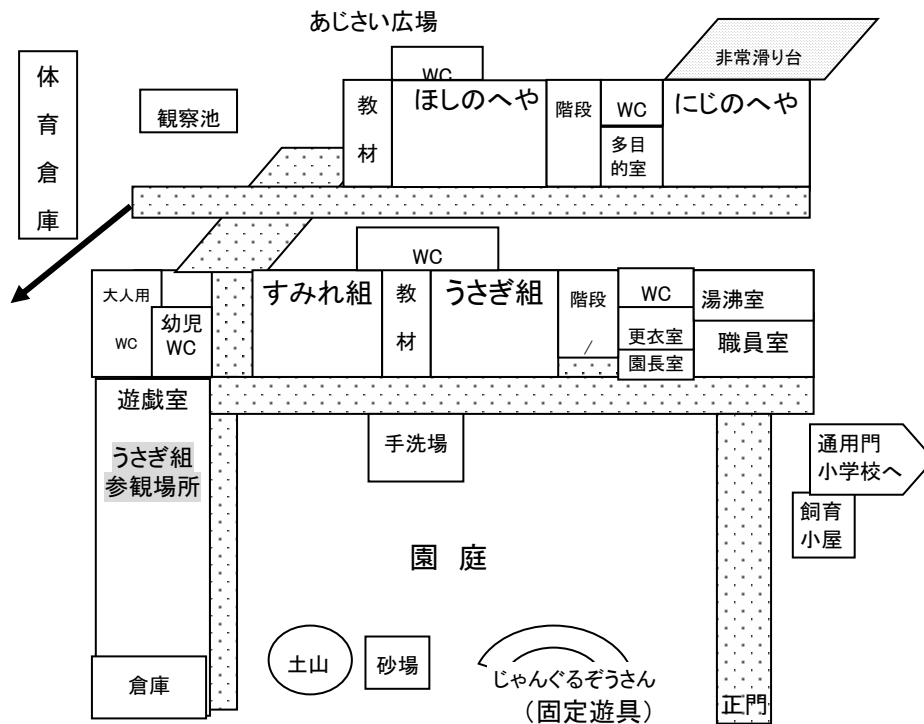 あじさい広場
非常滑り台
体育倉庫
観察池
WC
教材
ほしのへや
階段
WC
多目
的室
にじのへや
WC
大人用
WC
幼児
WC
すみれ組
教材
うさぎ組
階段
WC
更衣室
園長室
湯沸室
職員室
遊戯室
うさぎ組
参観場所
手洗場
通用門
小学校へ
飼育
小屋
園 庭
土山
砂場
じゃんぐるぞうさん
（固定遊具）
倉庫
正門